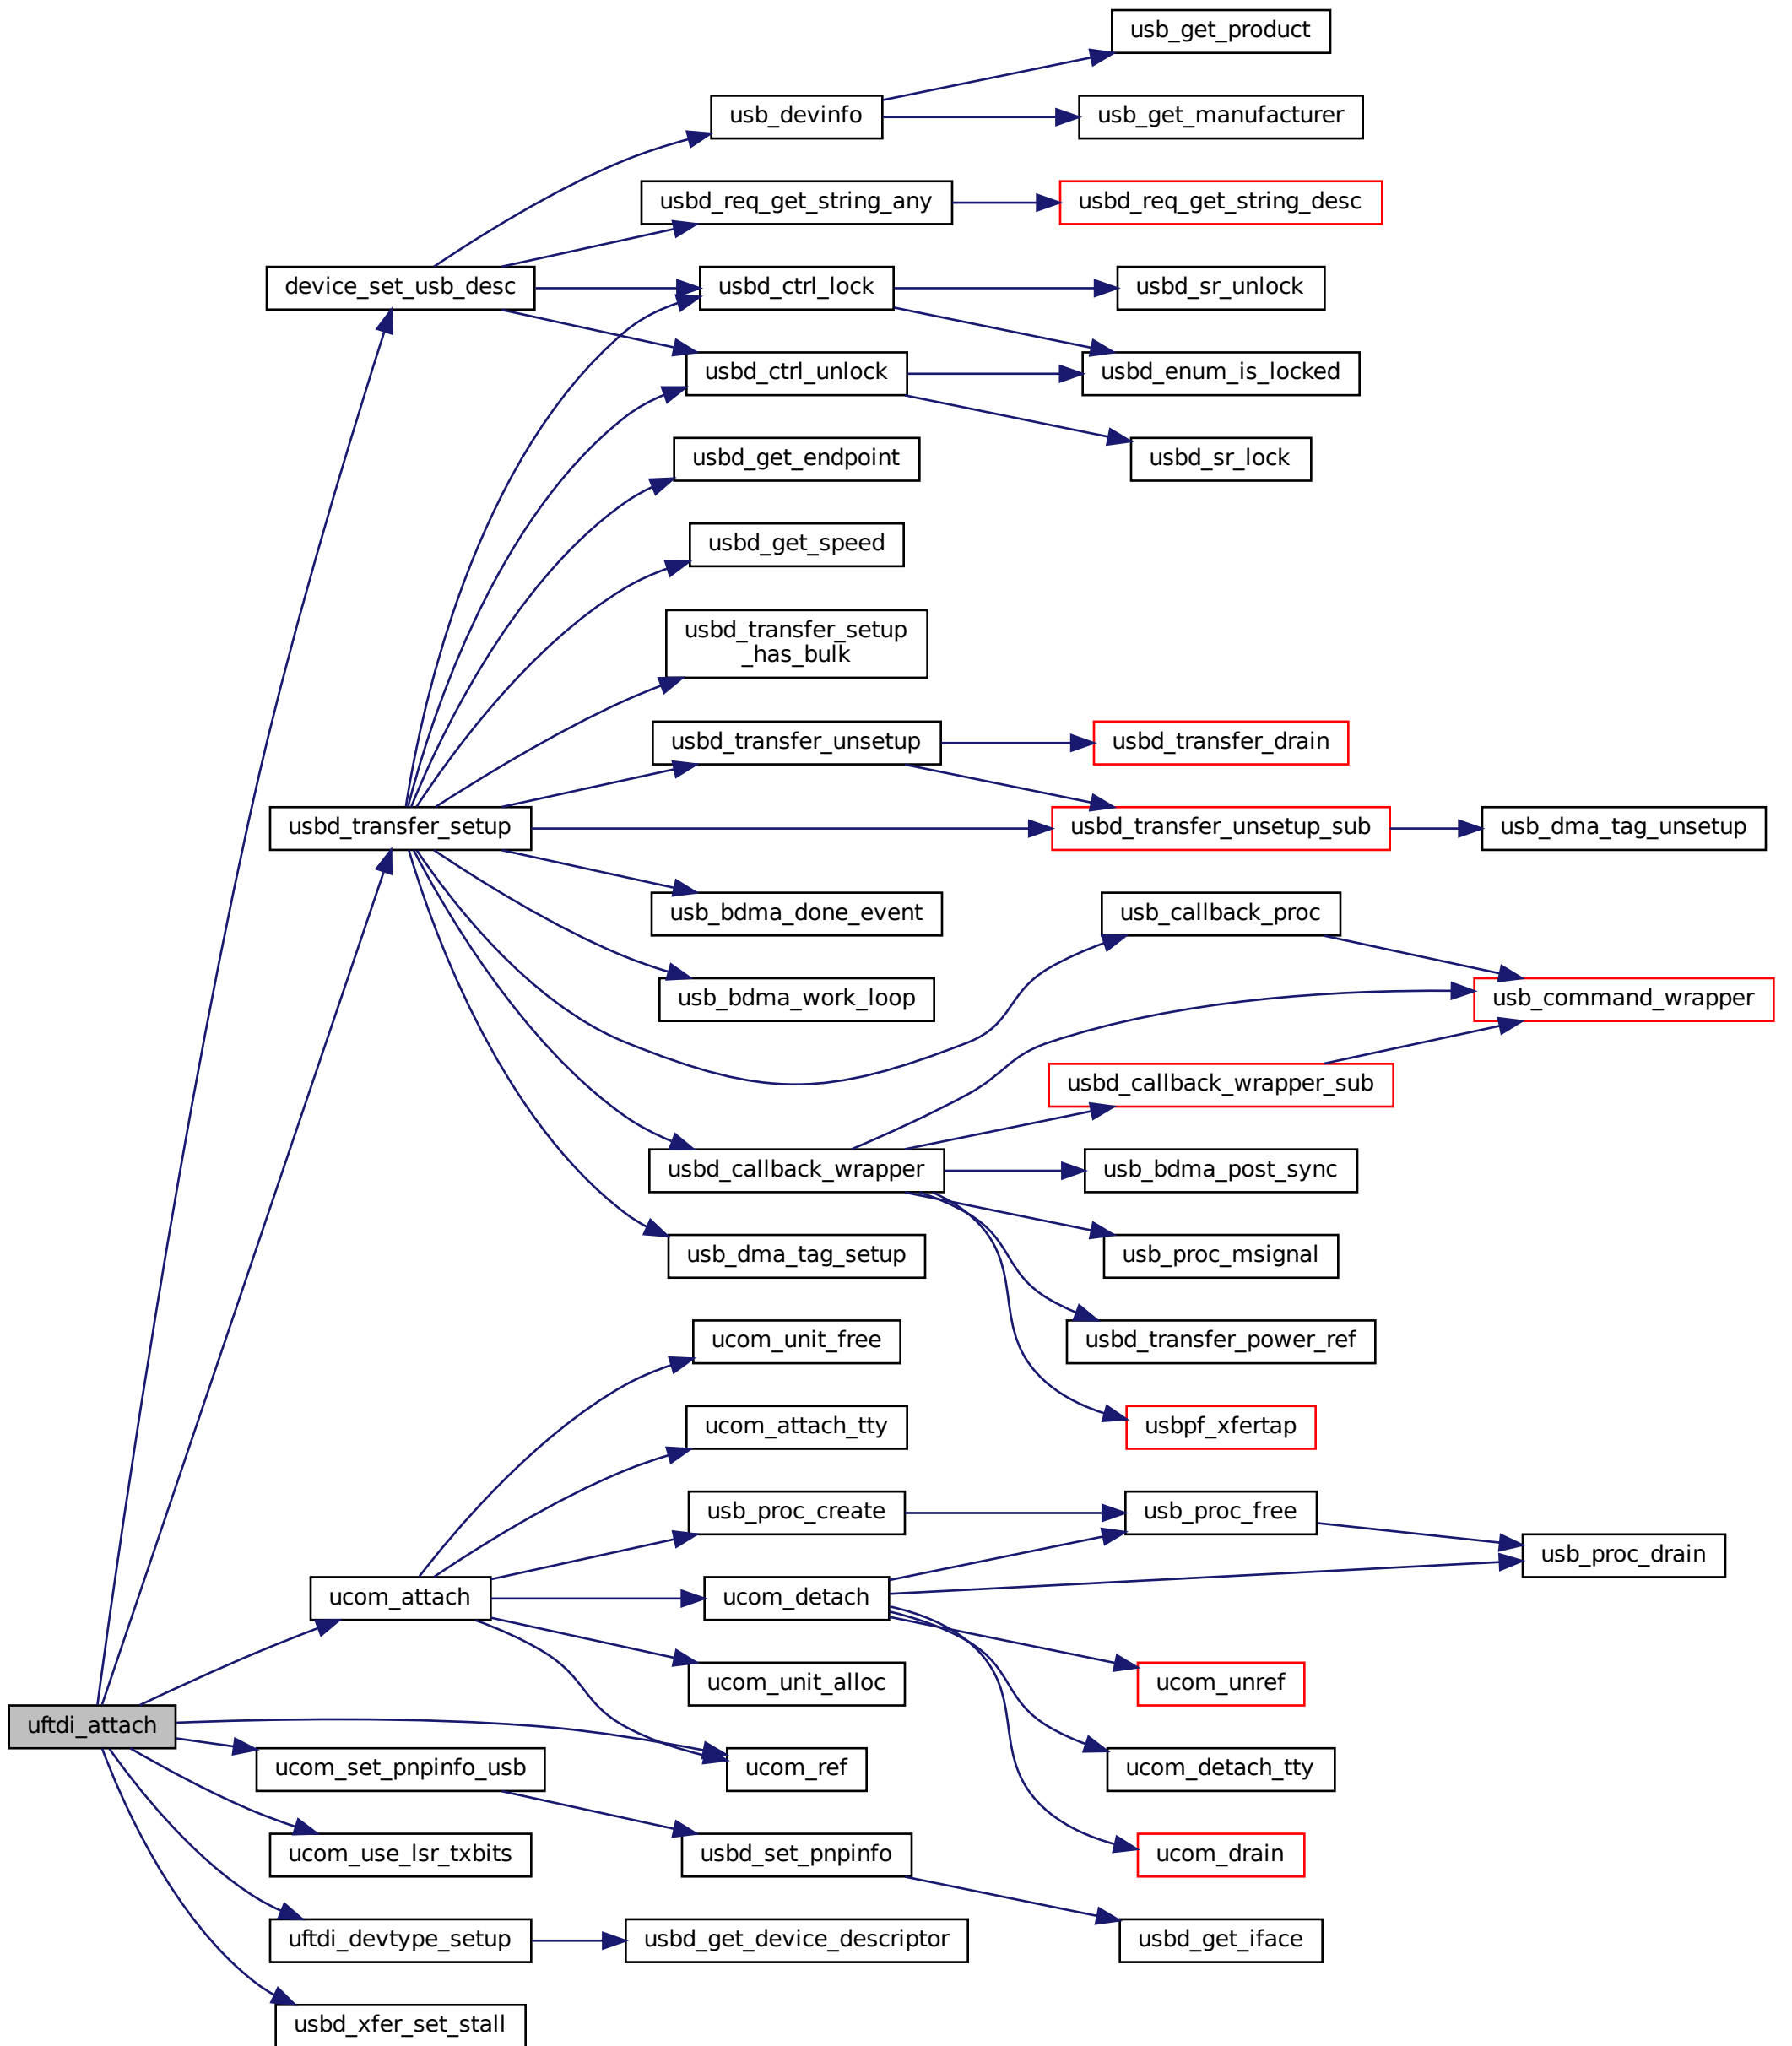 usb_get_product
usb_devinfo
usb_get_manufacturer
usbd_req_get_string_any
usbd_req_get_string_desc
device_set_usb_desc
usbd_ctrl_lock
usbd_sr_unlock
usbd_ctrl_unlock
usbd_enum_is_locked
usbd_get_endpoint
usbd_sr_lock
usbd_get_speed
usbd_transfer_setup
_has_bulk
usbd_transfer_unsetup
usbd_transfer_drain
usbd_transfer_setup
usbd_transfer_unsetup_sub
usb_dma_tag_unsetup
usb_bdma_done_event
usb_callback_proc
usb_bdma_work_loop
usb_command_wrapper
usbd_callback_wrapper_sub
usbd_callback_wrapper
usb_bdma_post_sync
usb_dma_tag_setup
usb_proc_msignal
ucom_unit_free
usbd_transfer_power_ref
ucom_attach_tty
usbpf_xfertap
usb_proc_create
usb_proc_free
usb_proc_drain
ucom_attach
ucom_detach
ucom_unit_alloc
ucom_unref
uftdi_attach
ucom_set_pnpinfo_usb
ucom_ref
ucom_detach_tty
ucom_use_lsr_txbits
usbd_set_pnpinfo
ucom_drain
uftdi_devtype_setup
usbd_get_device_descriptor
usbd_get_iface
usbd_xfer_set_stall